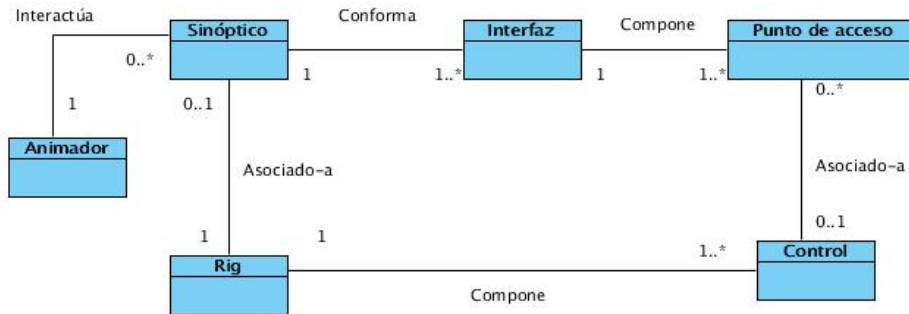 Interactúa
Sinóptico
Conforma
Interfaz
Compone
Punto de acceso
0..*
1
1..*
1
1..*
0..1
0..*
1
Animador
Asociado-a
Asociado-a
0..1
1
1
1..*
Control
Rig
Compone